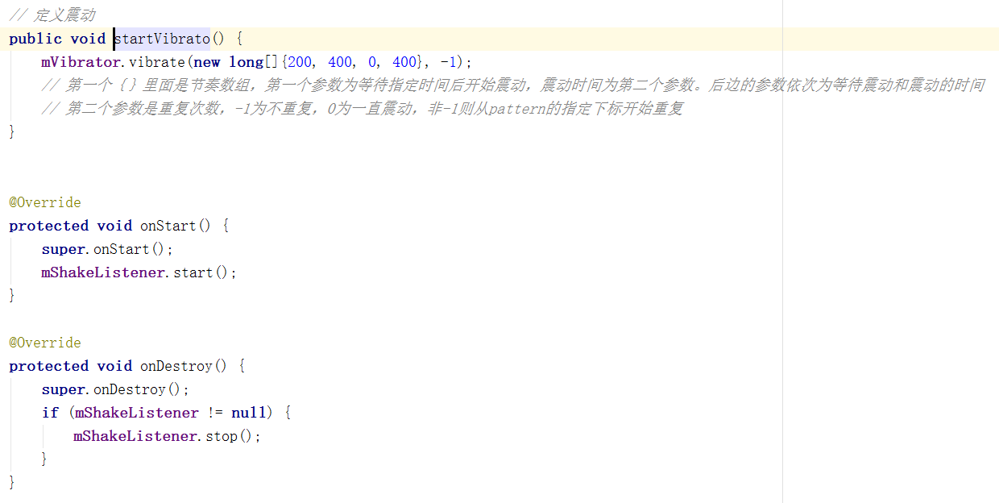 // 定义震动
public void startVibrato() {
mVibrator.vibrate(new long[]{200, 400, 0, 400}, -1);
// 第一个｛｝里面是节奏数组，第一个参数为等待指定时间后开始震动，震动时间为第二个参数。后边的参数依次为等待震动和震动的时间
// 第二个参数是重复次数，-1为不重复，0为一直震动，非-1则从pattern的指定下标开始重复
}
@Override
protected void onStart() {
super.onStart();
mShakeListener.start();
}
@Override
protected void onDestroy() {
super.onDestroy();
if (mShakeListener != null) {
mShakeListener.stop();
}
}